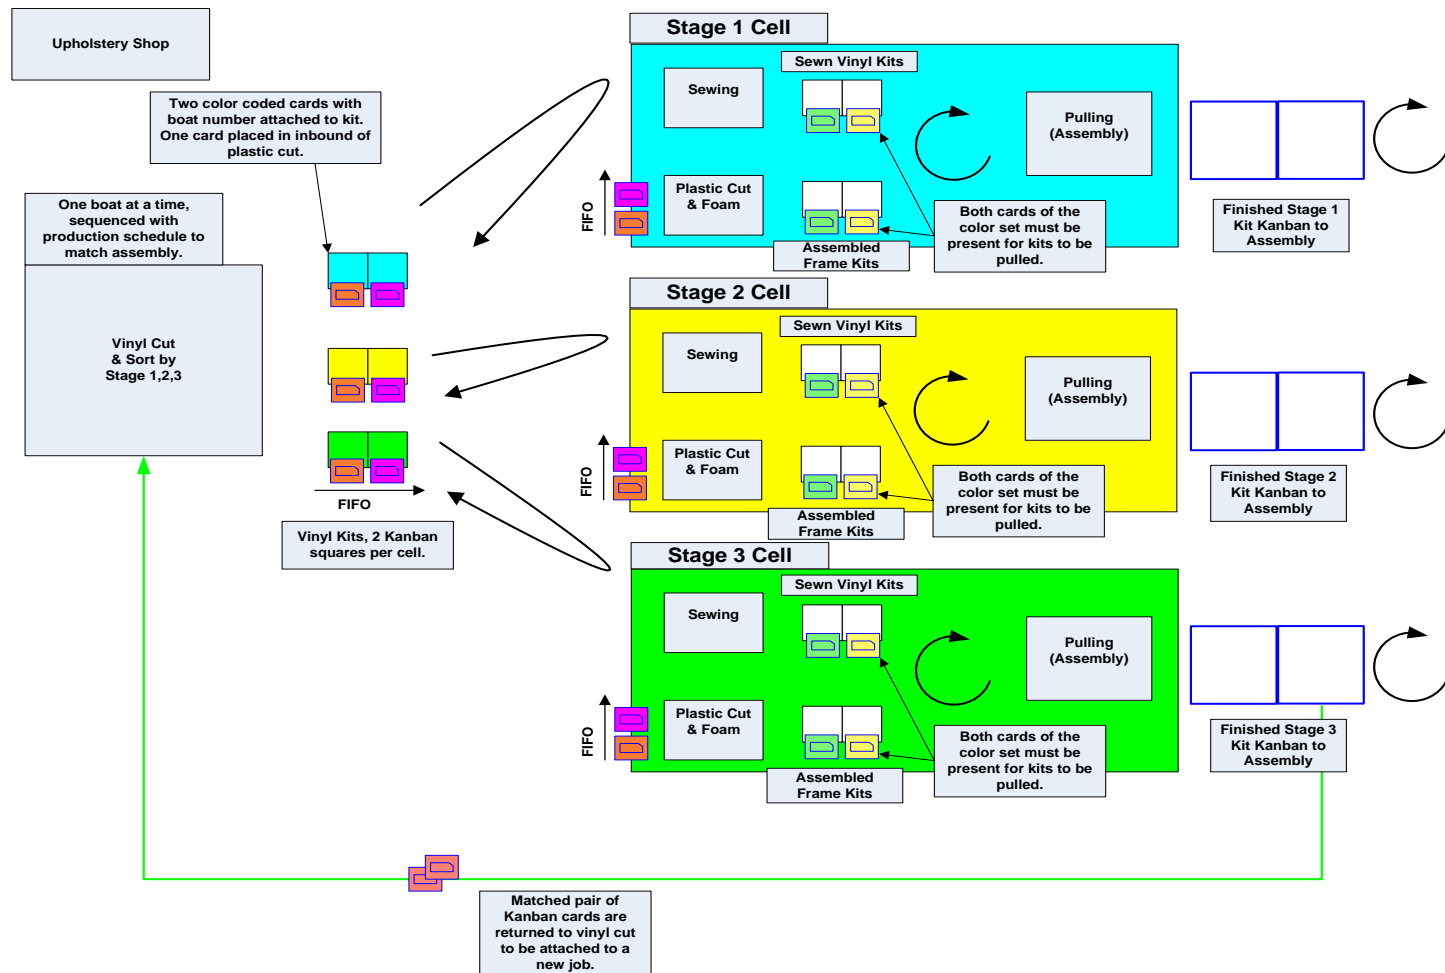 Upholstery Shop
Two color coded cards with
boat number attached to kit.
One card placed in inbound of
plastic cut.
One boat at a time,
sequenced with
production schedule to
match assembly.
Vinyl Cut
& Sort by
Stage 1,2,3
FIFO
Vinyl Kits, 2 Kanban
squares per cell.
Stage 1 Cell
Sewn Vinyl Kits
Sewing
Pulling
(Assembly)
FIFO
Plastic Cut
& Foam
Assembled
Frame Kits
Both cards of the
color set must be
present for kits to be
pulled.
Finished Stage 1
Kit Kanban to
Assembly
Stage 2 Cell
Sewn Vinyl Kits
Sewing
Pulling
(Assembly)
FIFO
Plastic Cut
& Foam
Assembled
Frame Kits
Both cards of the
color set must be
present for kits to be
pulled.
Finished Stage 2
Kit Kanban to
Assembly
Stage 3 Cell
Sewn Vinyl Kits
Sewing
Pulling
(Assembly)
FIFO
Plastic Cut
& Foam
Assembled
Frame Kits
Both cards of the
color set must be
present for kits to be
pulled.
Finished Stage 3
Kit Kanban to
Assembly
Matched pair of
Kanban cards are
returned to vinyl cut
to be attached to a
new job.